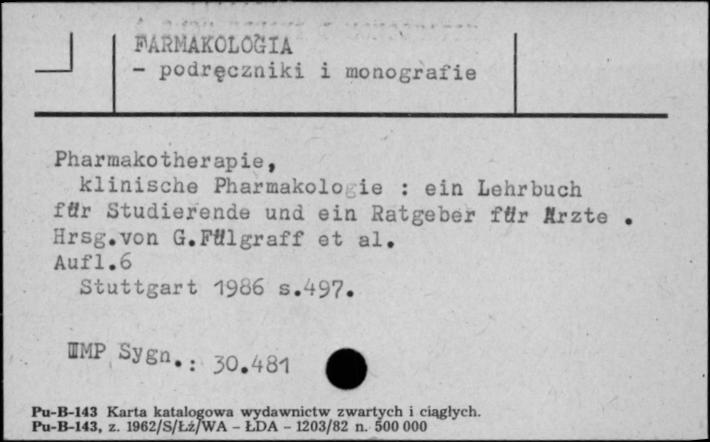 FARMAKOLOGIA
- podręczniki i monografie
Pharmakotherapie,
klinische Pharmakologie : ein Lehrbuch
für Studierende und ein Ratgeber für Ärzte .
Hrsg.von G.Fülgraff et al.
Aufl.6
Stuttgart 1986 s.497.
IMP Sygn.: 30.481
Pu-B-143 Karta katalogowa wydawnictw zwartych i ciągłych.
Pu-B-143, z. 1962/S/Łź/WA – ŁDA – 1203/82 n. 500 000